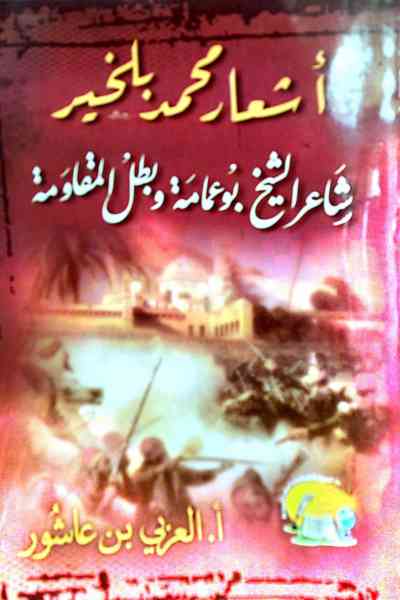 أشعار محمد بلخير
شاعر الشيخ بوعمامة وبطل المقاومة
أ. العربي بن عاشور